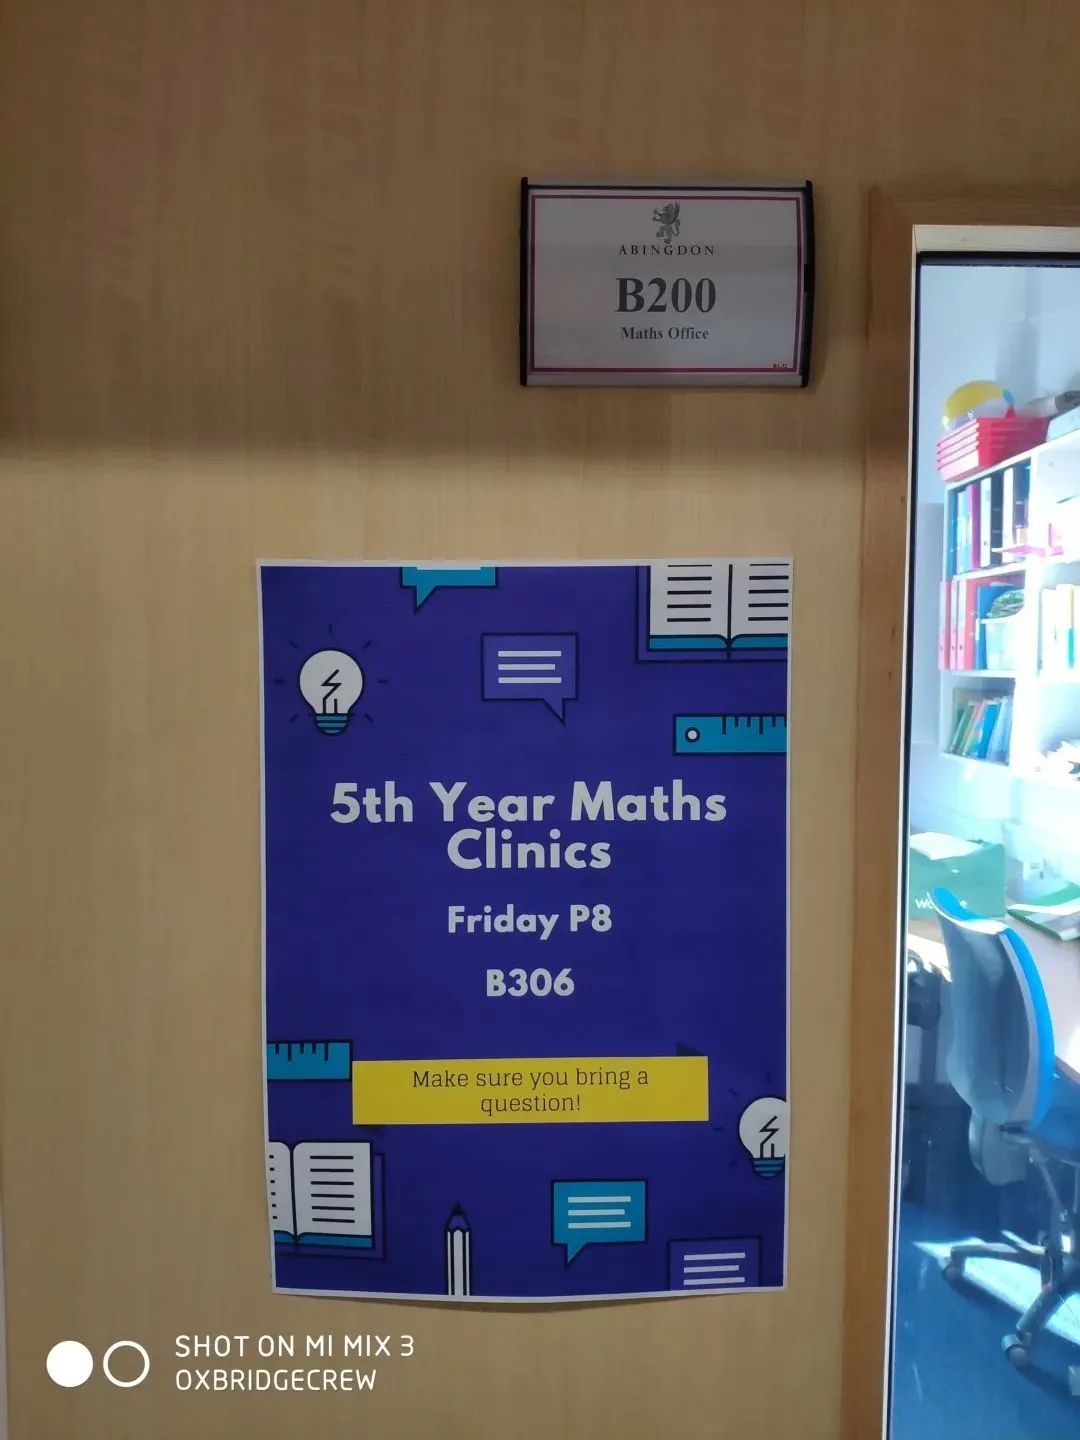 ABINGDON
B200
Maths Office
5th Year Maths
Clinics
Friday P8
B306
Make sure you bring a
question!
SHOT ON MI MIX 3
OXBRIDGECREW